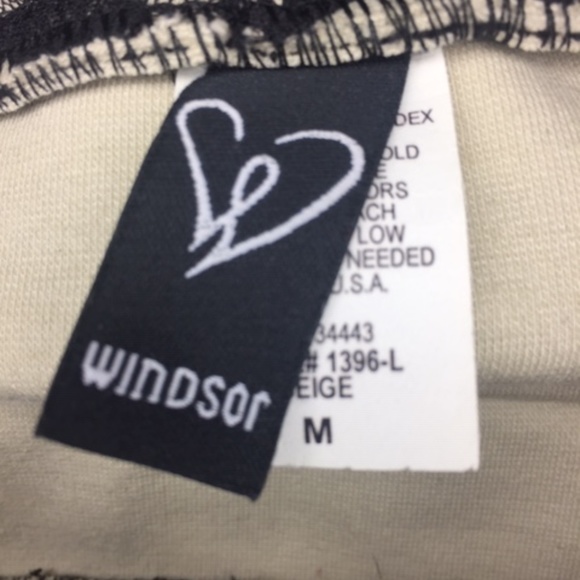 WINDSOR
DEX
OLD
E
ORS
ACH
LOW
NEEDED
U.S.A.
34443
# 1396-L
EIGE
M